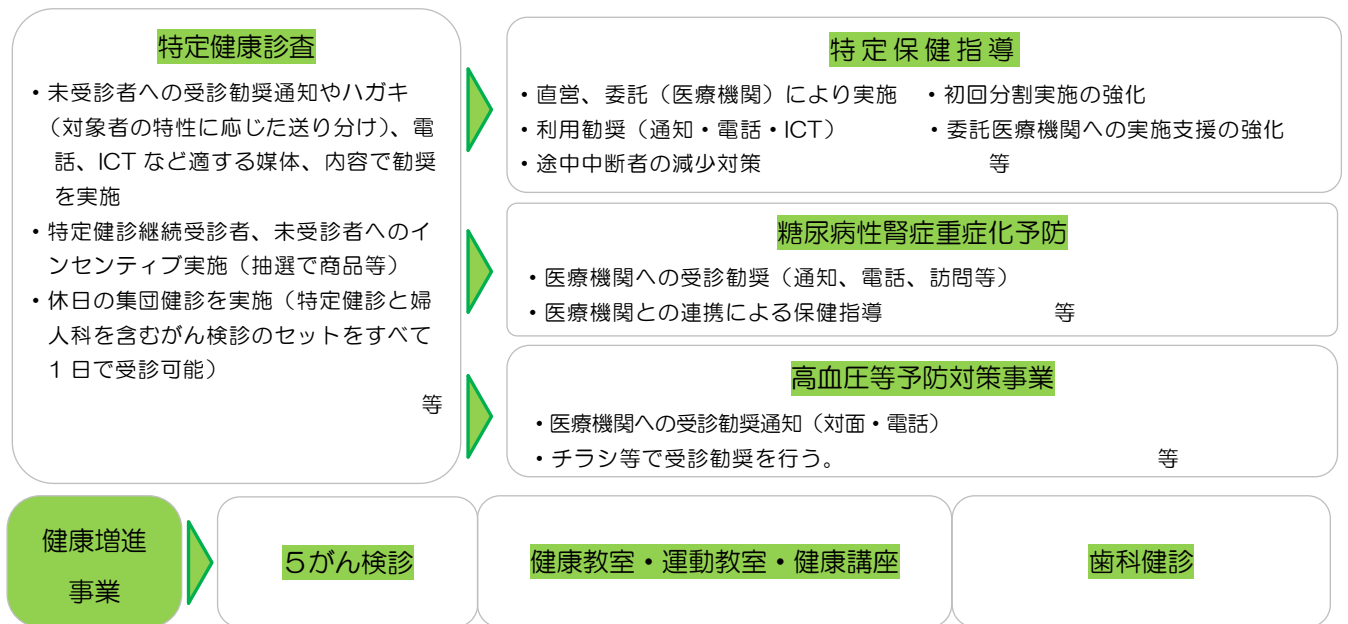 特定健康診査
・未受診者への受診勧奨通知やハガキ
（対象者の特性に応じた送り分け）、電
話、ICT など適する媒体、内容で勧奨
を実施
・特定健診継続受診者、未受診者へのイ
ンセンティブ実施（抽選で商品等）
・休日の集団健診を実施（特定健診と婦
人科を含むがん検診のセットをすべて
1 日で受診可能）
等
特定保健指導
・直営、委託（医療機関）により実施 ・初回分割実施の強化
・利用勧奨（通知・電話・ICT） ・委託医療機関への実施支援の強化
・途中中断者の減少対策 等
糖尿病性腎症重症化予防
・医療機関への受診勧奨（通知、電話、訪問等）
・医療機関との連携による保健指導 等
高血圧等予防対策事業
・医療機関への受診勧奨通知（対面・電話）
・チラシ等で受診勧奨を行う。 等
健康増進
事業
５がん検診
健康教室・運動教室・健康講座
歯科健診